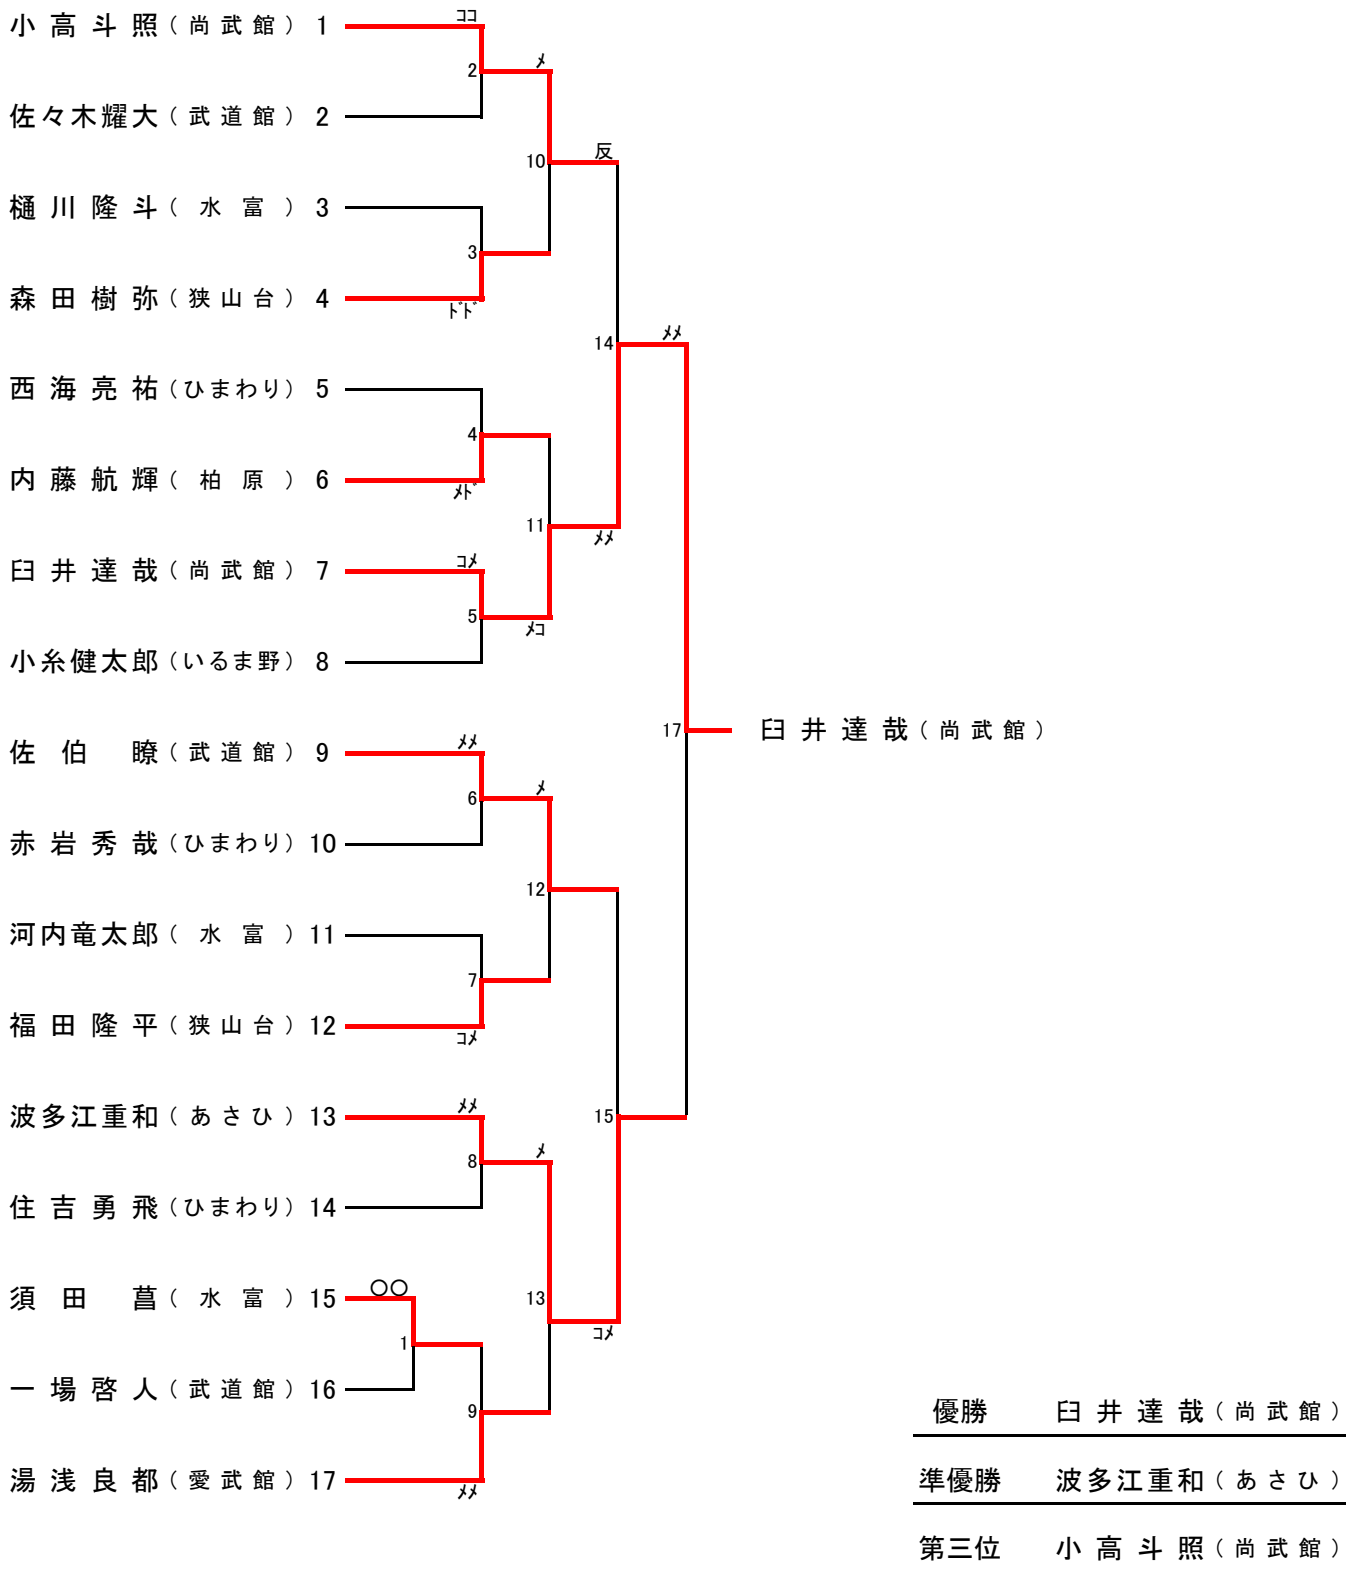 小高斗照（尚武館） 1
ココ
2
メ
佐々木耀大（武道館） 2
10
反
樋川隆斗（水富） 3
3
森田樹弥（狭山台） 4
ドド
14
メメ
西海亮祐（ひまわり） 5
4
内藤航輝（柏原） 6
メド
11
メメ
臼井達哉（尚武館） 7
コメ
5
メコ
小糸健太郎（いるま野） 8
17
臼井達哉（尚武館）
佐伯　瞭（武道館） 9
メメ
6
メ
赤岩秀哉（ひまわり） 10
12
河内竜太郎（水富） 11
7
福田隆平（狭山台） 12
コメ
波多江重和（あさひ） 13
メメ
15
8
メ
住吉勇飛（ひまわり） 14
須田　菖（水富） 15
〇〇
13
コメ
1
一場啓人（武道館） 16
9
湯浅良都（愛武館） 17
メメ
優勝 臼井達哉（尚武館）
準優勝 波多江重和（あさひ）
第三位 小高斗照（尚武館）